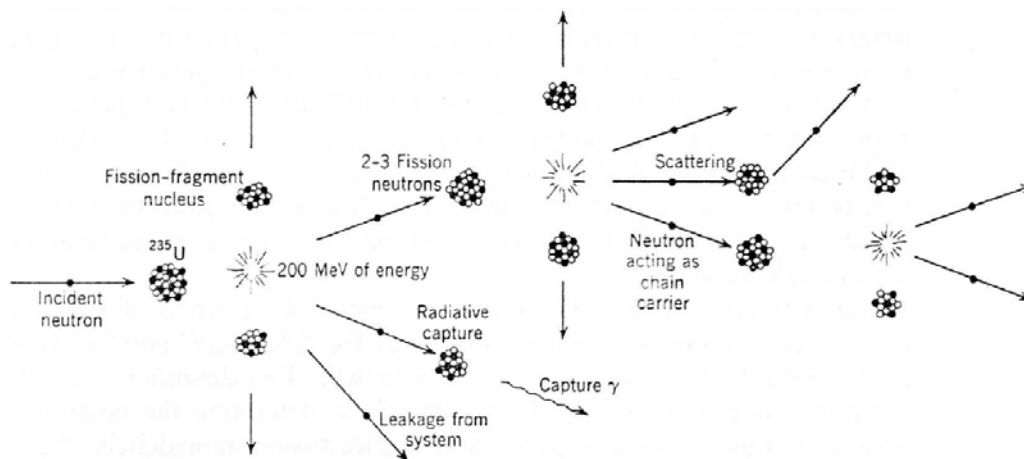 Fission-fragment
nucleus
235
U
Incident
neutron
2-3 Fission
neutrons
200 MeV of energy
Radiative
capture
Leakage from
system
Capture γ
Scattering
Neutron
acting as
chain
carrier